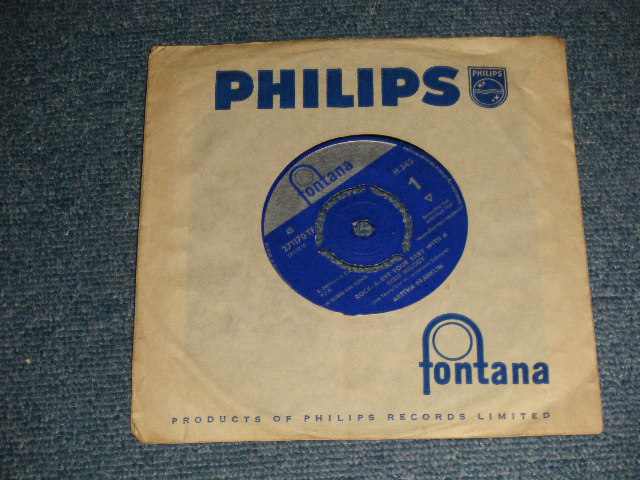 PHILIPS
PHILIPS
fontana
45
H.343
271170 TF
1
ROCK-A-BYE YOUR BABY WITH A
DIXIE MELODY
ARETHA FRANKLIN
fontana
PRODUCTS OF PHILIPS RECORDS LIMITED